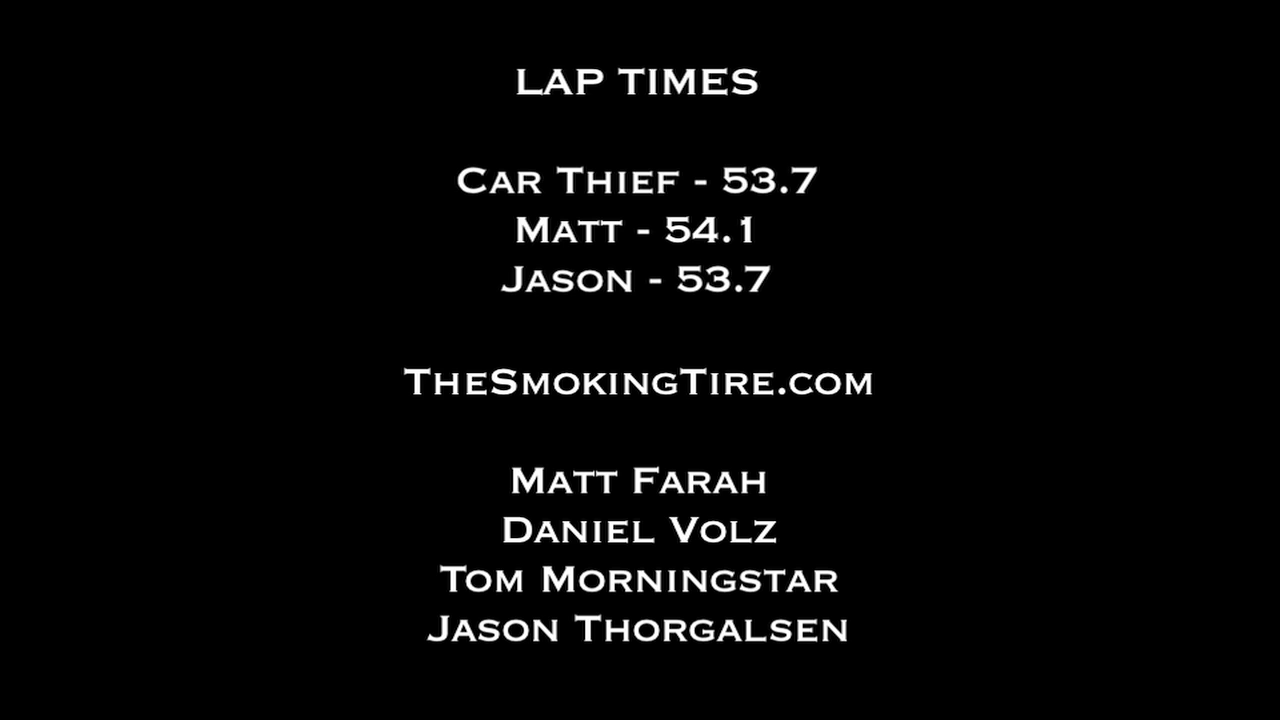 LAP TIMES
CAR THIEF - 53.7
MATT - 54.1
JASON - 53.7
THESMOKINGTIRE.COM
MATT FARAH
DANIEL VOLZ
TOM MORNINGSTAR
JASON THORGALSEN